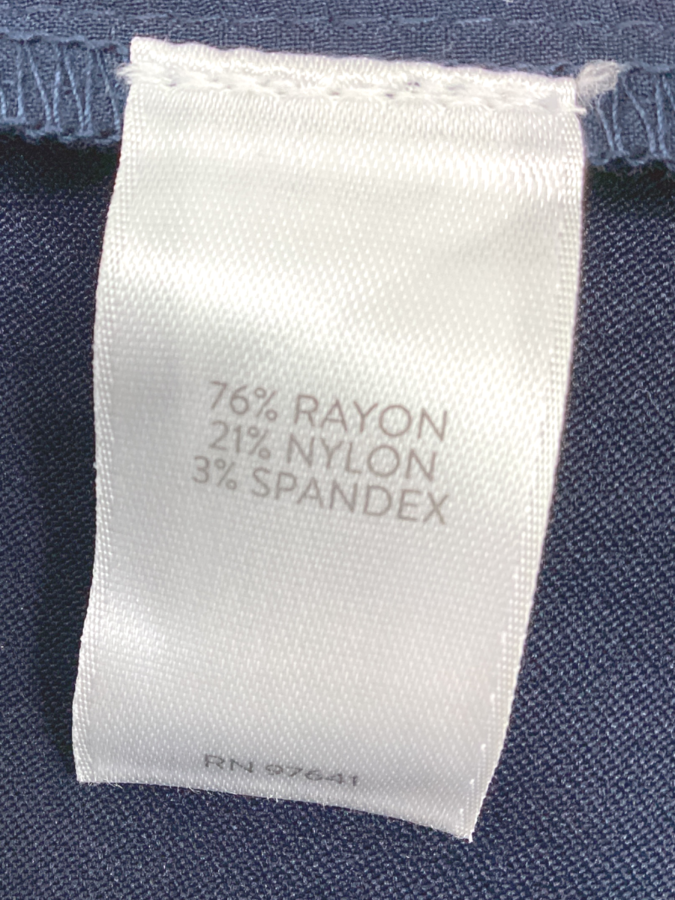 76% RAYON
21% NYLON
3% SPANDEX
RN 97641